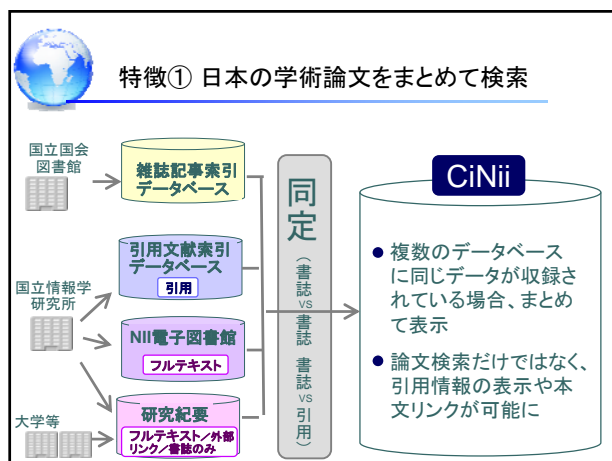 特徴① 日本の学術論文をまとめて検索
国立国会
図書館
雑誌記事索引
データベース
引用文献索引
データベース
引用
国立情報学
研究所
NII電子図書館
フルテキスト
大学等
研究紀要
フルテキスト/外部
リンク/書誌のみ
同定
(書誌vs書誌 書誌vs引用)
CiNii
● 複数のデータベース
に同じデータが収録さ
れている場合、まとめ
て表示
● 論文検索だけではなく、
引用情報の表示や本
文リンクが可能に